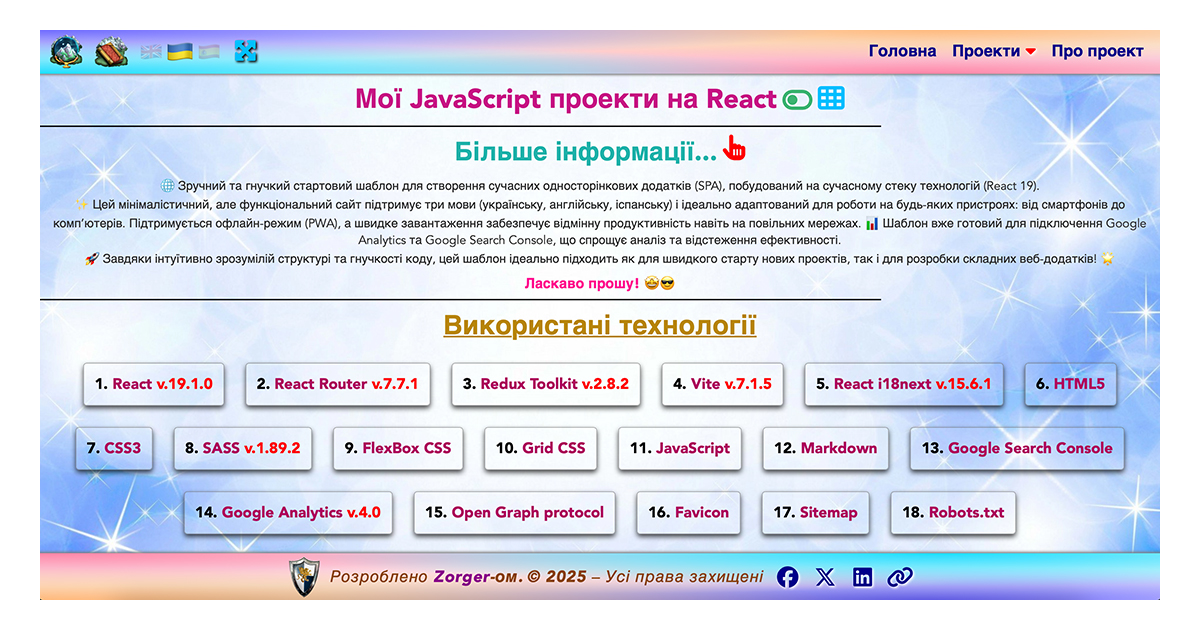 Головна Проекти Про проект
Мої JavaScript проекти на React
Більше інформації...
🌐 Зручний та гнучкий стартовий шаблон для створення сучасних односторінкових додатків (SPA), побудований на сучасному стеку технологій (React 19).
✨ Цей мінімалістичний, але функціональний сайт підтримує три мови (українську, англійську, іспанську) і ідеально адаптований для роботи на будь-яких пристроях: від смартфонів до
комп’ютерів. Підтримується офлайн-режим (PWA), а швидке завантаження забезпечує відмінну продуктивність навіть на повільних мережах. 📊 Шаблон вже готовий для підключення Google
Analytics та Google Search Console, що спрощує аналіз та відстеження ефективності.
🚀 Завдяки інтуїтивно зрозумілій структурі та гнучкості коду, цей шаблон ідеально підходить як для швидкого старту нових проектів, так і для розробки складних веб-додатків! 🌟
Ласкаво прошу! 🤩😎
Використані технології
1. React v.19.1.0 2. React Router v.7.7.1 3. Redux Toolkit v.2.8.2 4. Vite v.7.1.5 5. React i18next v.15.6.1 6. HTML5
7. CSS3 8. SASS v.1.89.2 9. FlexBox CSS 10. Grid CSS 11. JavaScript 12. Markdown 13. Google Search Console
14. Google Analytics v.4.0 15. Open Graph protocol 16. Favicon 17. Sitemap 18. Robots.txt
Розроблено Zorger-ом. © 2025 – Усі права захищені